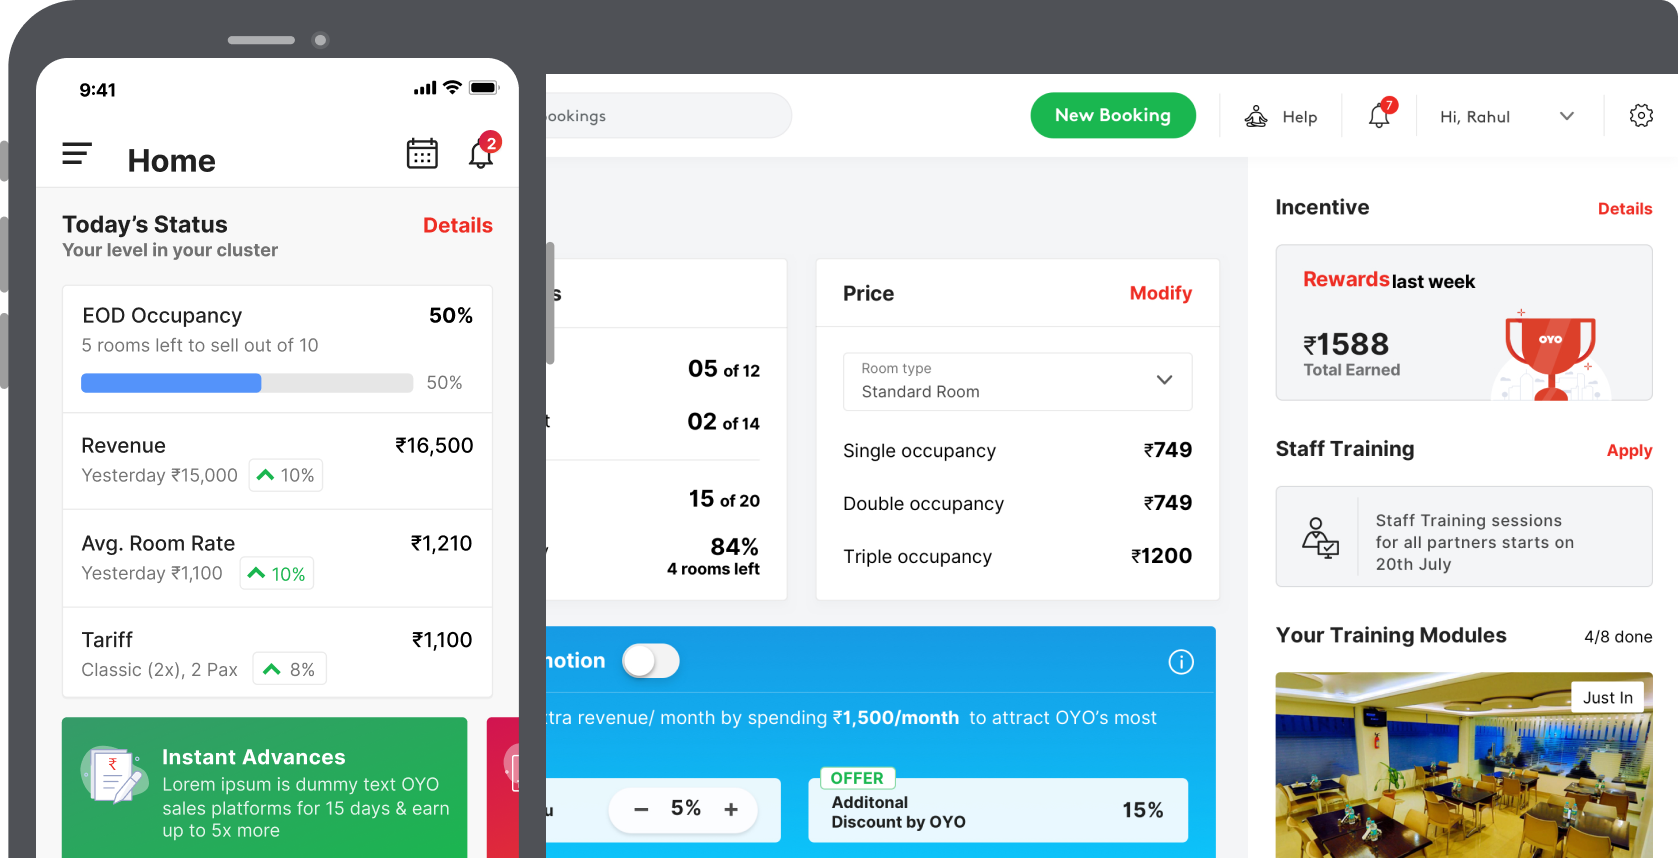 9:41
Home
2
Today's Status
Details
Your level in your cluster
EOD Occupancy
50%
5 rooms left to sell out of 10
50%
Revenue
₹16,500
Yesterday ₹15,000
10%
Avg. Room Rate
₹1,210
Yesterday ₹1,100
10%
Tariff
₹1,100
Classic (2x), 2 Pax
8%
₹
Instant Advances
Lorem ipsum is dummy text OYO
sales platforms for 15 days & earn
up to 5x more
ookings
New Booking
Help
7
Hi, Rahul
s
05 of 12
t
02 of 14
15 of 20
y
84%
4 rooms left
Price
Modify
Room type
Standard Room
Single occupancy
₹749
Double occupancy
₹749
Triple occupancy
₹1200
motion
xtra revenue/ month by spending ₹1,500/month to attract OYO's most
u
− 5% +
OFFER
Additonal
Discount by OYO
15%
Incentive
Details
Rewards last week
₹1588
Total Earned
OYO
Staff Training
Apply
Staff Training sessions
for all partners starts on
20th July
Your Training Modules
4/8 done
Just In